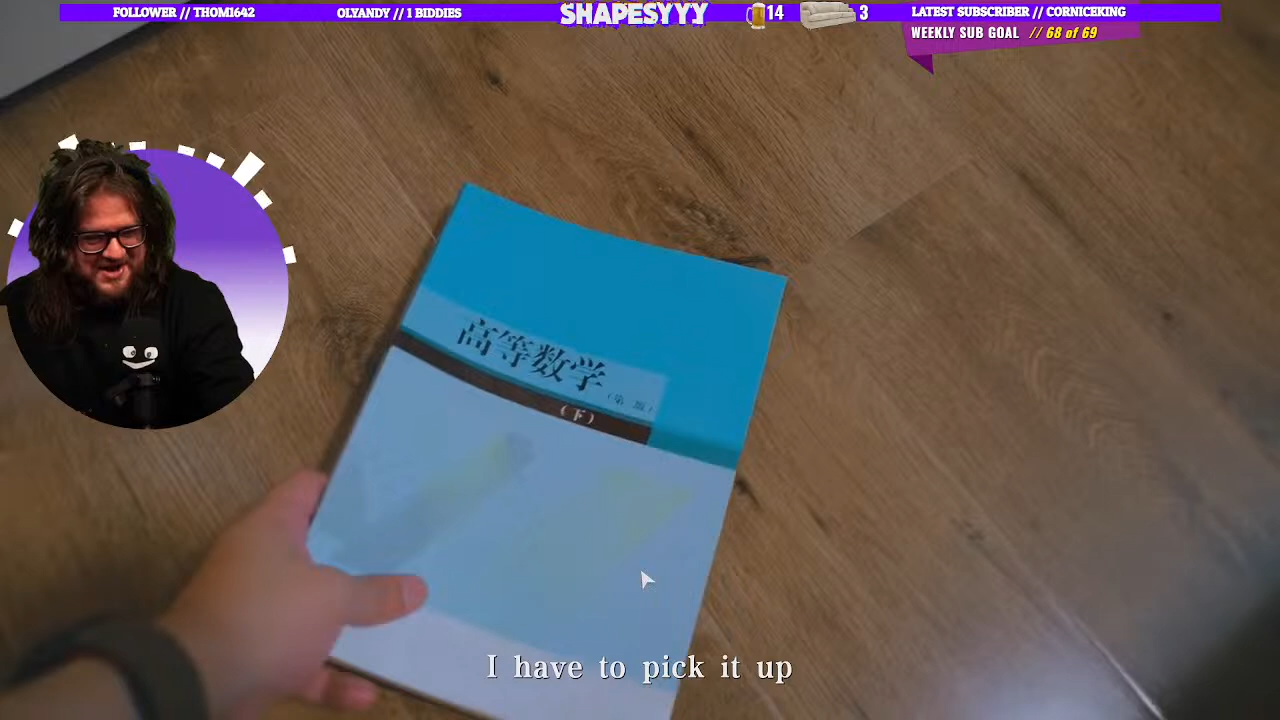 FOLLOWER // THOM1642
OLYANDY // 1 BIDDIES
SHAPESYYY
14
3
LATEST SUBSCRIBER // CORNICEKING
WEEKLY SUB GOAL // 68 of 69
高等数学
(下)
I have to pick it up